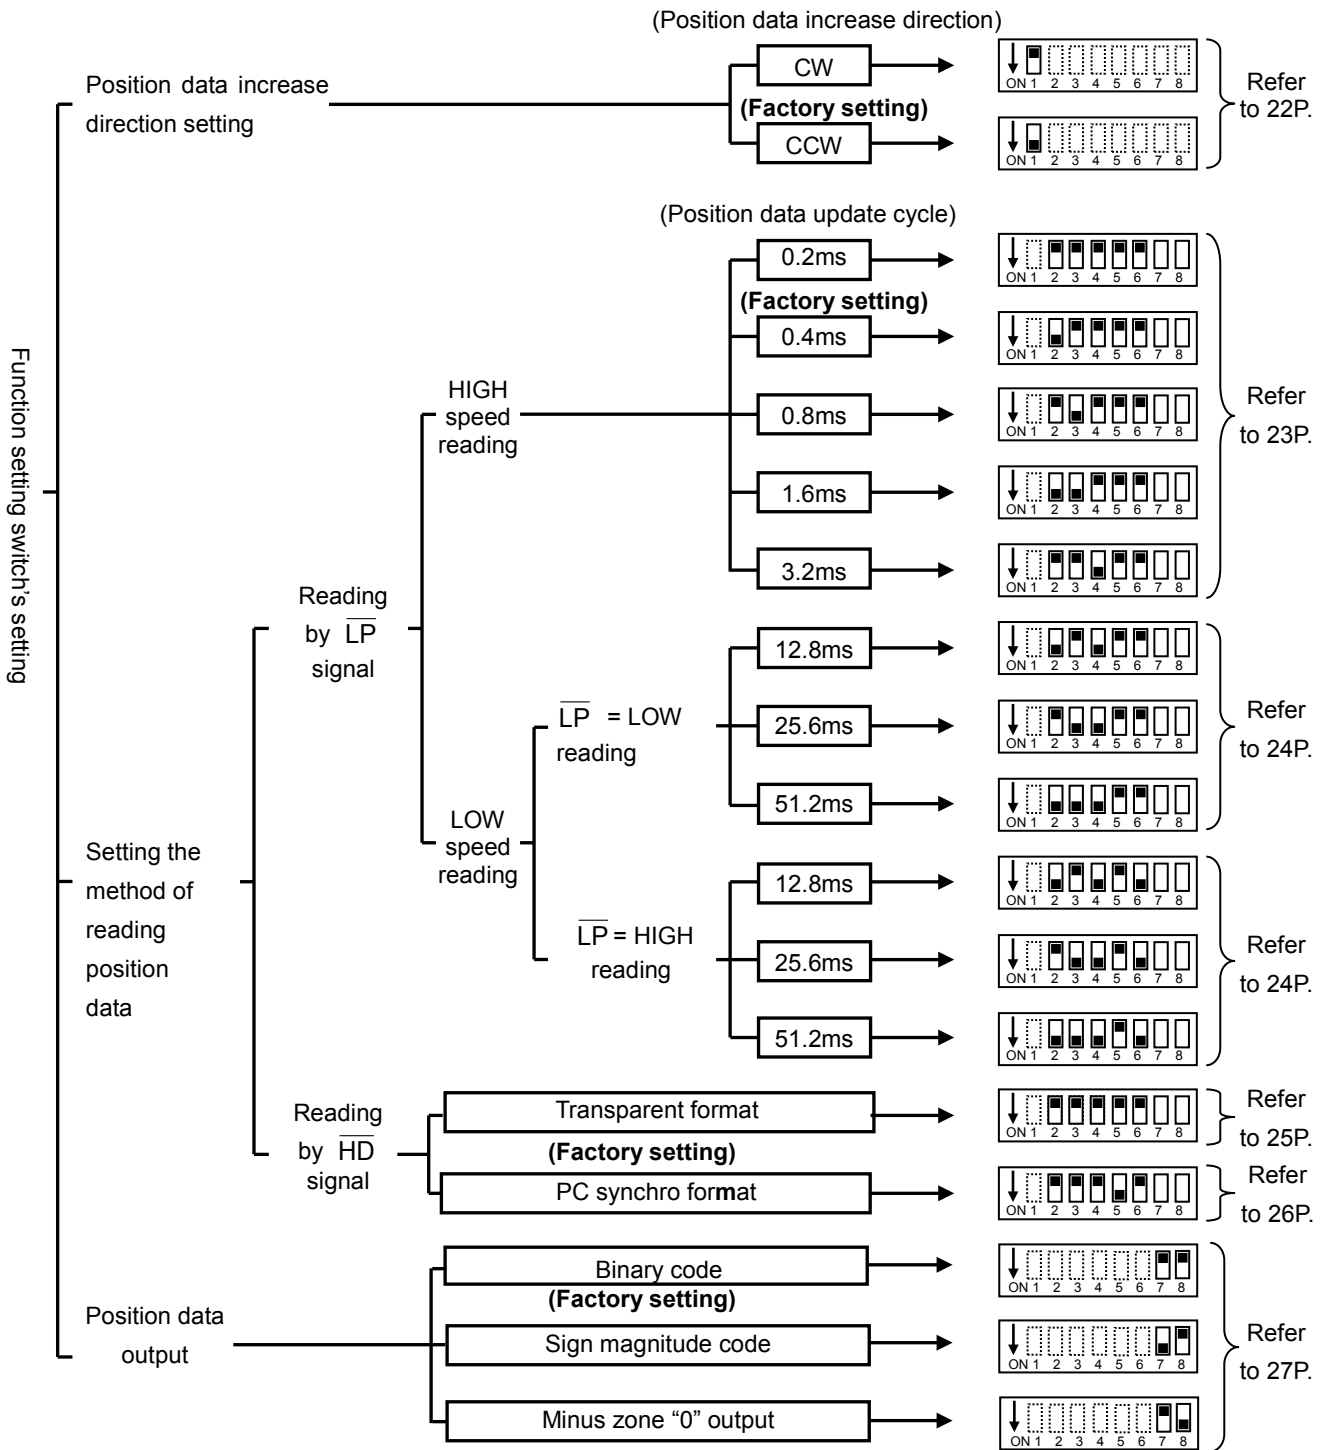 (Position data increase direction)
Function setting switch's setting
Position data increase
direction setting
CW
(Factory setting)
CCW
ON 1 2 3 4 5 6 7 8
ON 1 2 3 4 5 6 7 8
Refer
to 22P.
(Position data update cycle)
Setting the
method of
reading
position
data
Reading
by L̅P̅
signal
HIGH
speed
reading
0.2ms
(Factory setting)
0.4ms
0.8ms
1.6ms
3.2ms
ON 1 2 3 4 5 6 7 8
ON 1 2 3 4 5 6 7 8
ON 1 2 3 4 5 6 7 8
ON 1 2 3 4 5 6 7 8
ON 1 2 3 4 5 6 7 8
Refer
to 23P.
LOW
speed
reading
L̅P̅ = LOW
reading
12.8ms
25.6ms
51.2ms
ON 1 2 3 4 5 6 7 8
ON 1 2 3 4 5 6 7 8
ON 1 2 3 4 5 6 7 8
Refer
to 24P.
L̅P̅ = HIGH
reading
12.8ms
25.6ms
51.2ms
ON 1 2 3 4 5 6 7 8
ON 1 2 3 4 5 6 7 8
ON 1 2 3 4 5 6 7 8
Refer
to 24P.
Reading
by H̅D̅
signal
Transparent format
(Factory setting)
PC synchro format
ON 1 2 3 4 5 6 7 8
Refer
to 25P.
ON 1 2 3 4 5 6 7 8
Refer
to 26P.
Position data
output
Binary code
(Factory setting)
Sign magnitude code
Minus zone “0” output
ON 1 2 3 4 5 6 7 8
ON 1 2 3 4 5 6 7 8
ON 1 2 3 4 5 6 7 8
Refer
to 27P.